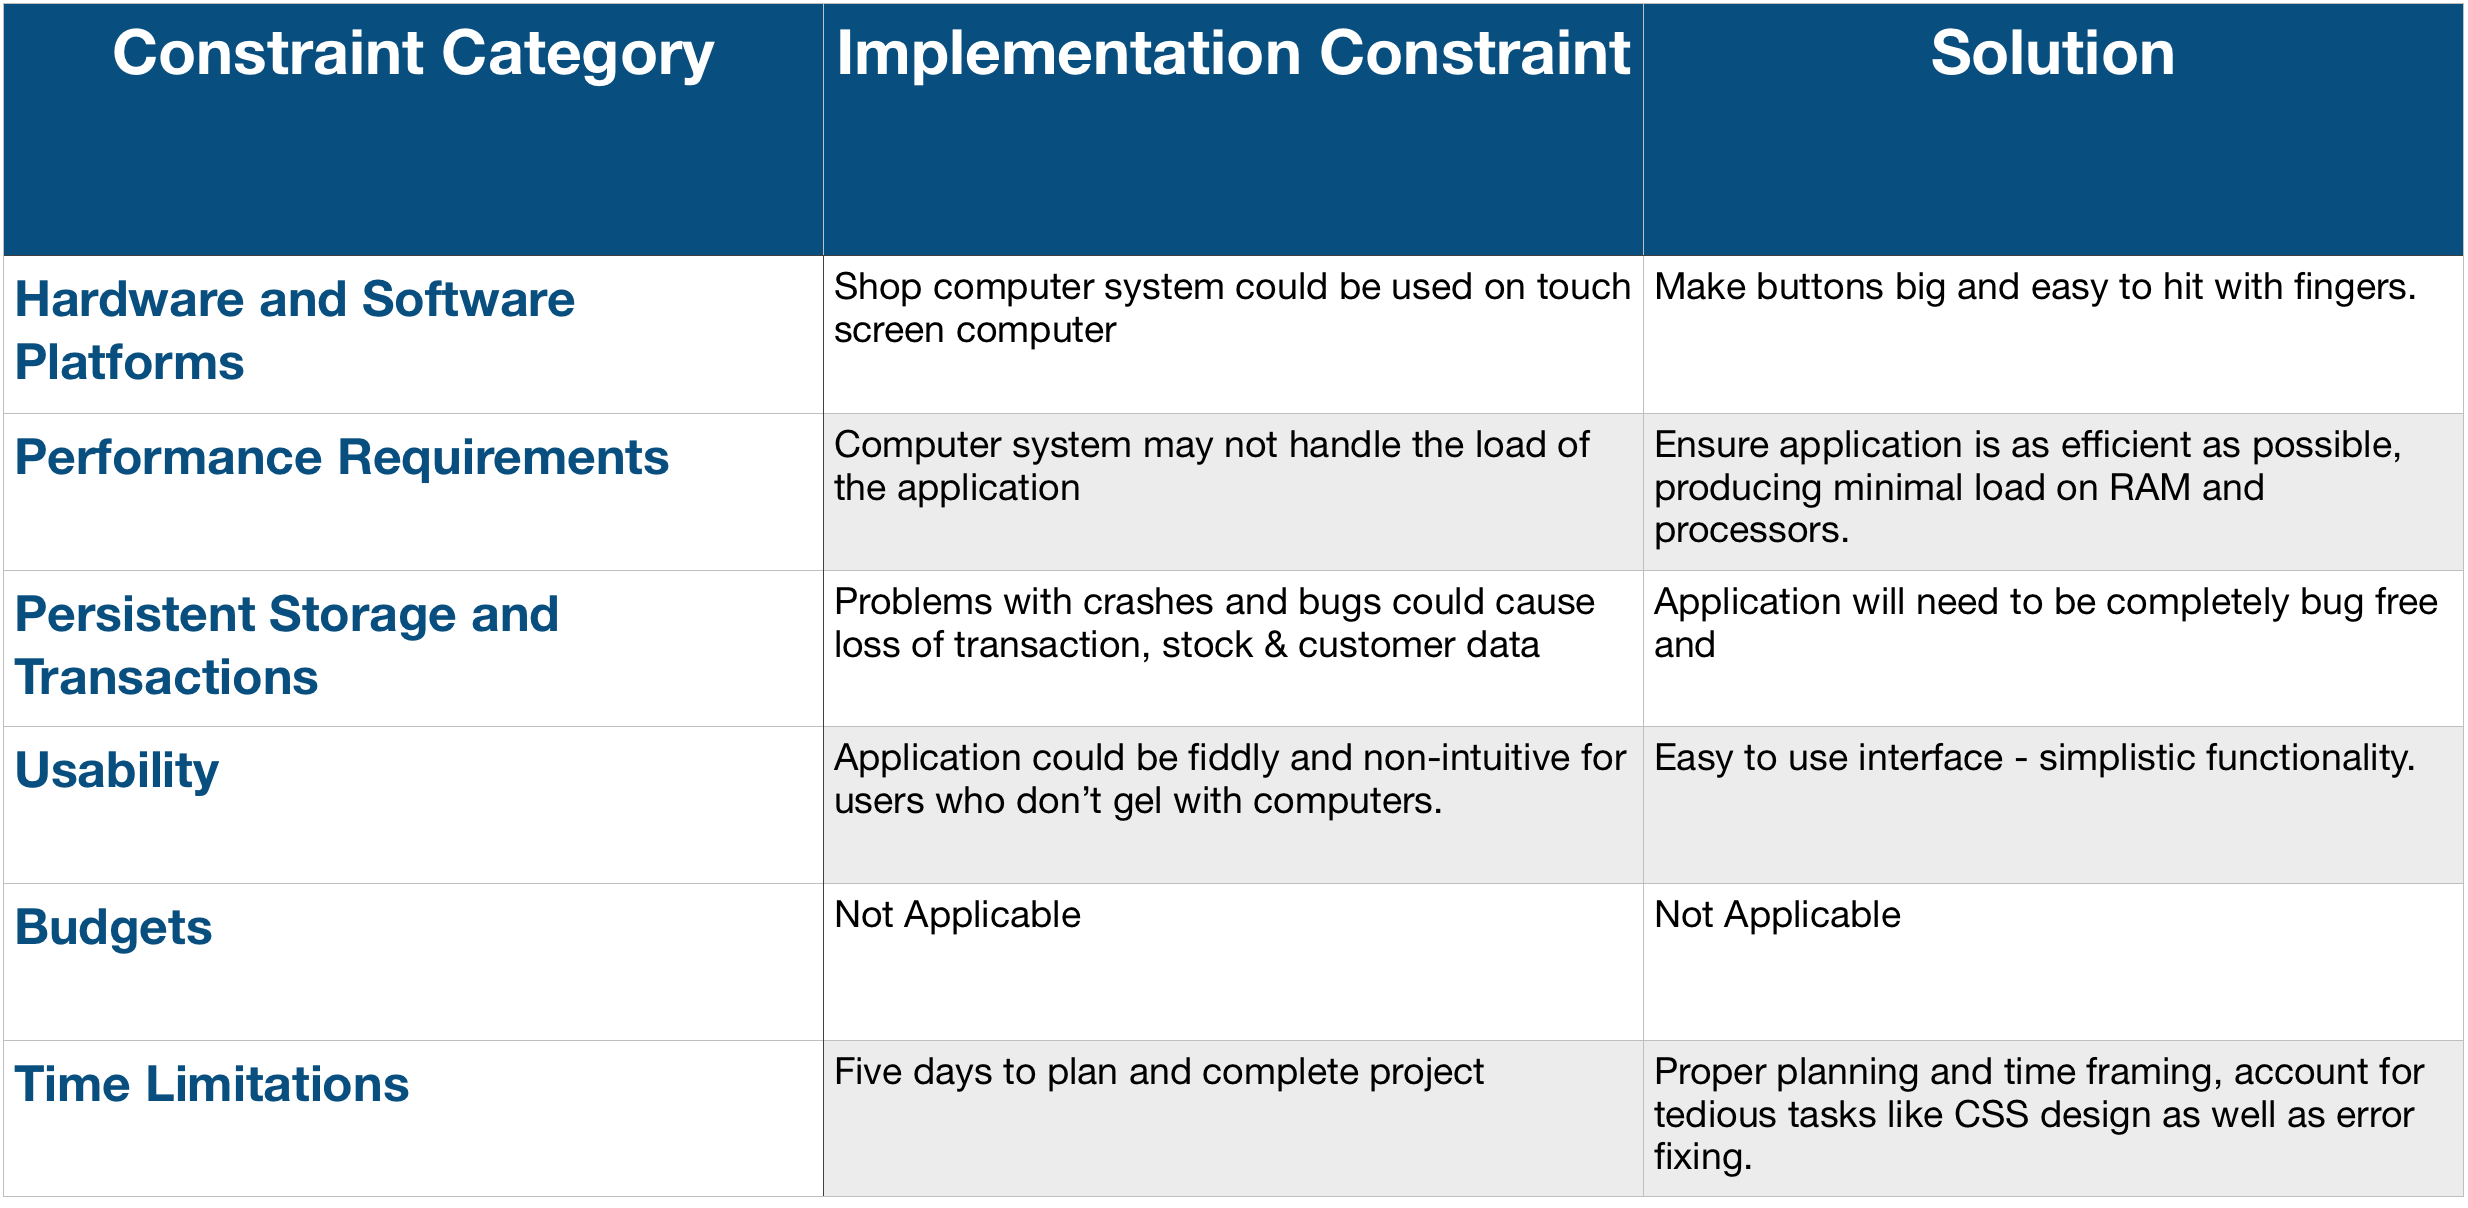 Constraint Category
Implementation Constraint
Solution
Hardware and Software
Platforms
Shop computer system could be used on touch
screen computer
Make buttons big and easy to hit with fingers.
Performance Requirements
Computer system may not handle the load of
the application
Ensure application is as efficient as possible,
producing minimal load on RAM and
processors.
Persistent Storage and
Transactions
Problems with crashes and bugs could cause
loss of transaction, stock & customer data
Application will need to be completely bug free
and
Usability
Application could be fiddly and non-intuitive for
users who don’t gel with computers.
Easy to use interface - simplistic functionality.
Budgets
Not Applicable
Not Applicable
Time Limitations
Five days to plan and complete project
Proper planning and time framing, account for
tedious tasks like CSS design as well as error
fixing.